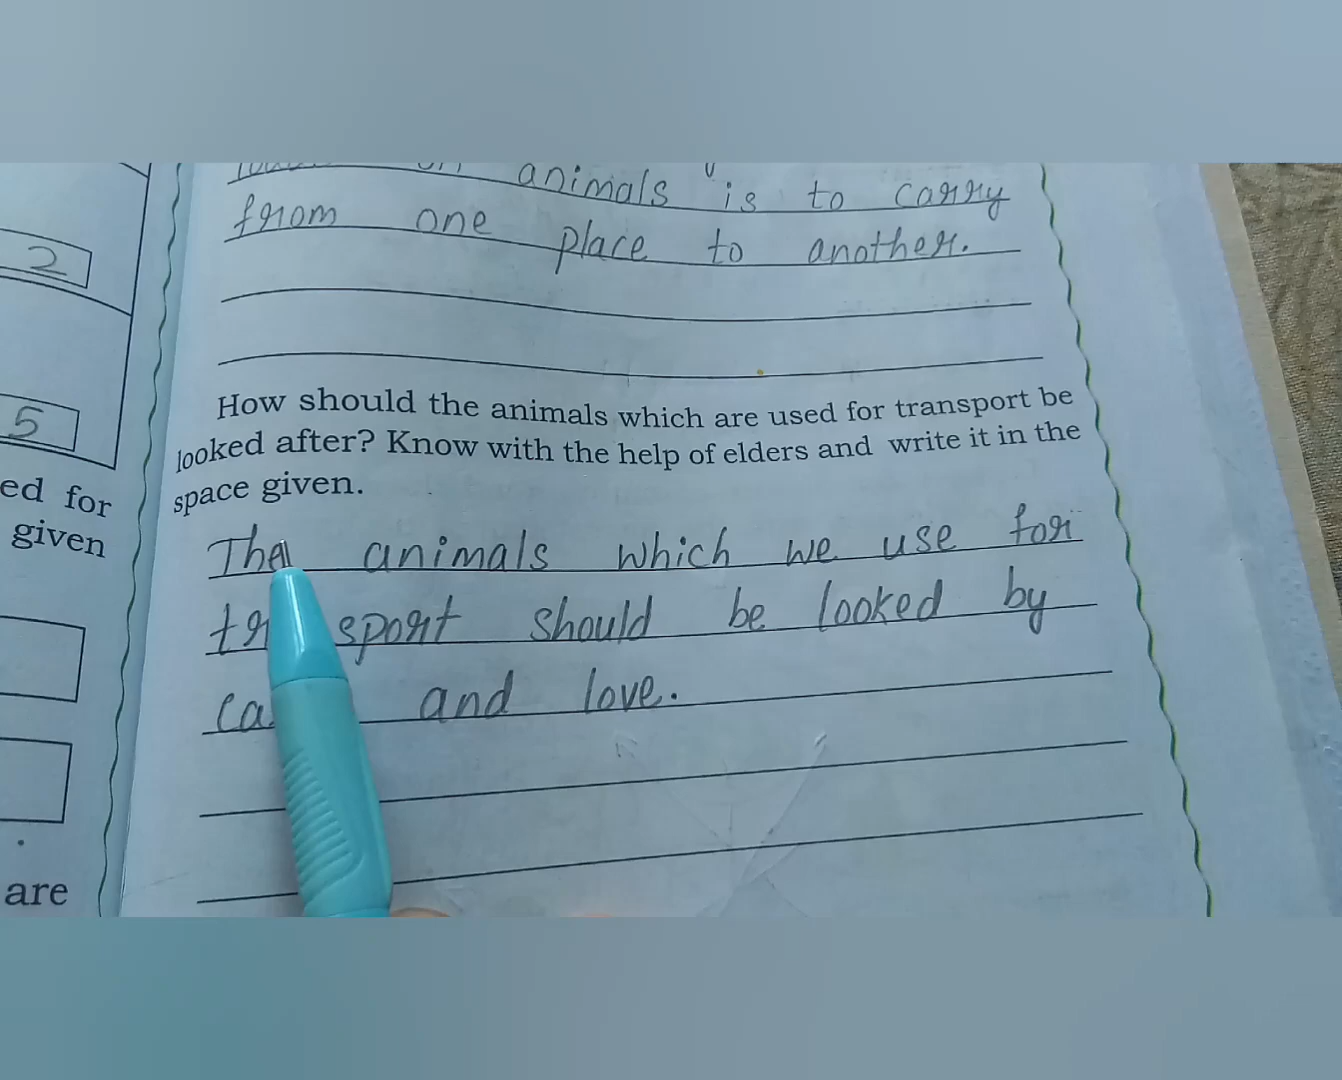 animals is to carry
from one place to another.
2
5
ed for
given
are
How should the animals which are used for transport be
looked after? Know with the help of elders and write it in the
space given.
The animals which we use for
sport should be looked by
and love.